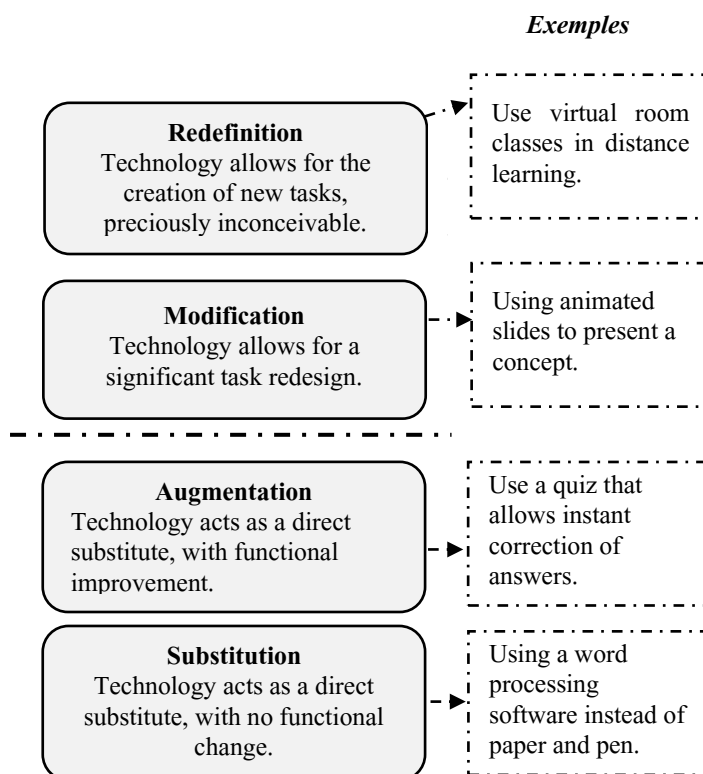 Exemples
Redefinition
Technology allows for the
creation of new tasks,
preciously inconceivable.
Use virtual room
classes in distance
learning.
Modification
Technology allows for a
significant task redesign.
Using animated
slides to present a
concept.
Augmentation
Technology acts as a direct
substitute, with functional
improvement.
Use a quiz that
allows instant
correction of
answers.
Substitution
Technology acts as a direct
substitute, with no functional
change.
Using a word
processing
software instead of
paper and pen.